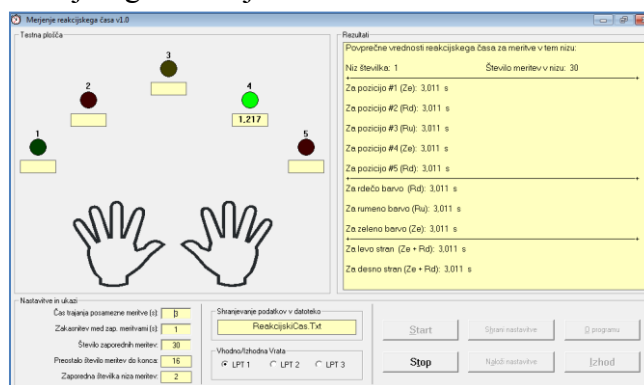 Merjenje reakcijskega časa v1.0
Testna plošča
3
2
4
1,217
1
5
Rezultati
Povprečne vrednosti reakcijskega časa za meritve v tem nizu:
Niz številka: 1 Število meritev v nizu: 30
Za pozicijo #1 (Ze): 3,011 s
Za pozicijo #2 (Rd): 3,011 s
Za pozicijo #3 (Ru): 3,011 s
Za pozicijo #4 (Ze): 3,011 s
Za pozicijo #5 (Rd): 3,011 s
Za rdečo barvo (Rd): 3,011 s
Za rumeno barvo (Ru): 3,011 s
Za zeleno barvo (Ze): 3,011 s
Za levo stran (Ze + Rd): 3,011 s
Za desno stran (Ze + Rd): 3,011 s
Nastavitve in ukazi
Čas trajanja posamezne meritve (s): 3
Zakasnitev med zap. meritvami (s): 1
Število zaporednih meritev: 30
Preostalo število meritev do konca: 16
Zaporedna številka niza meritev: 2
Shranjevanje podatkov v datoteko
ReakcijskiCas.Txt
Vhodno/Izhodna Vrata
LPT 1 LPT 2 LPT 3
Start Shrani nastavitve O programu
Stop Naloži nastavitve Izhod